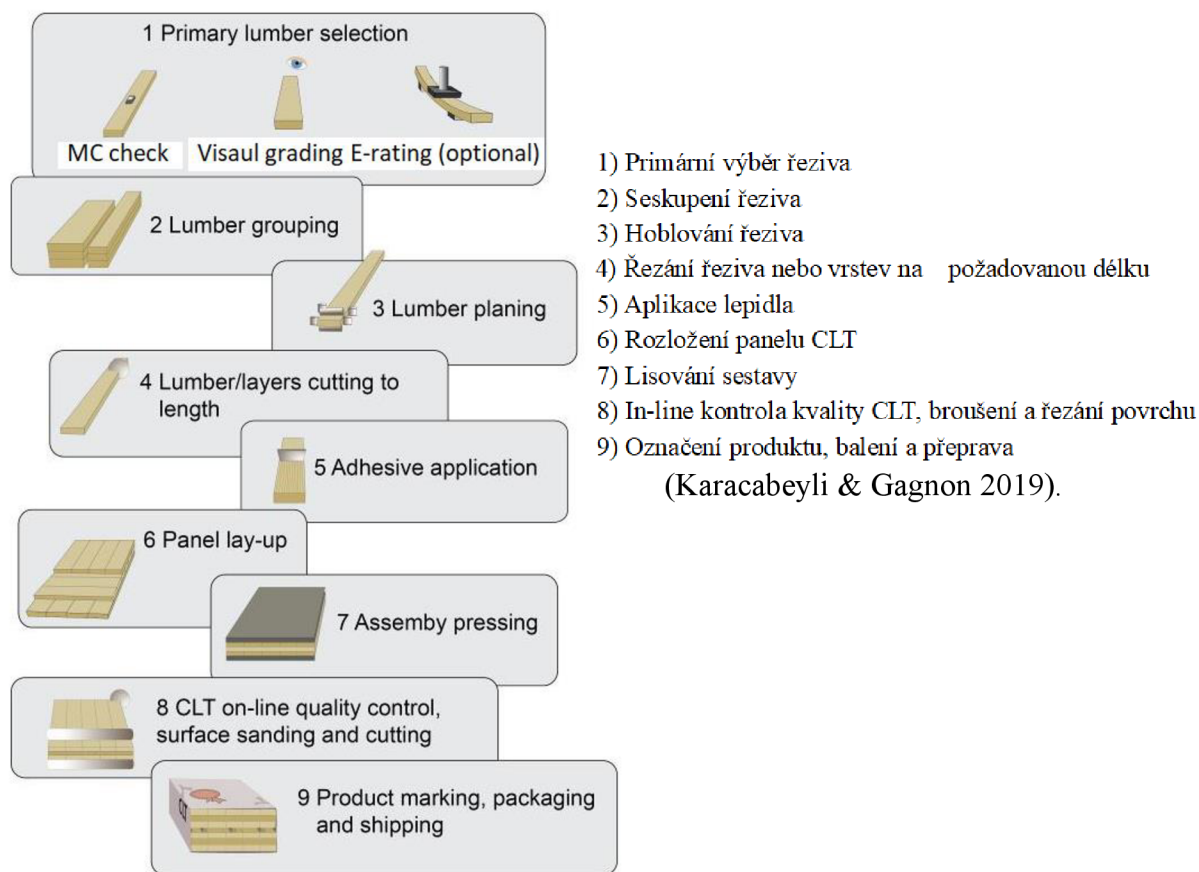 1 Primary lumber selection
MC check
Visaul grading E-rating (optional)
2 Lumber grouping
3 Lumber planing
4 Lumber/layers cutting to
length
5 Adhesive application
6 Panel lay-up
7 Assemby pressing
8 CLT on-line quality control,
surface sanding and cutting
CLT
9 Product marking, packaging
and shipping
1) Primární výběr řeziva
2) Seskupení řeziva
3) Hoblování řeziva
4) Řezání řeziva nebo vrstev na požadovanou délku
5) Aplikace lepidla
6) Rozložení panelu CLT
7) Lisování sestavy
8) In-line kontrola kvality CLT, broušení a řezání povrchu
9) Označení produktu, balení a přeprava
(Karacabeyli & Gagnon 2019).